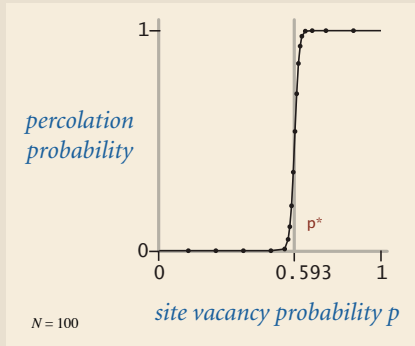 1
percolation
probability
p*
0
0 0.593 1
site vacancy probability p
N = 100